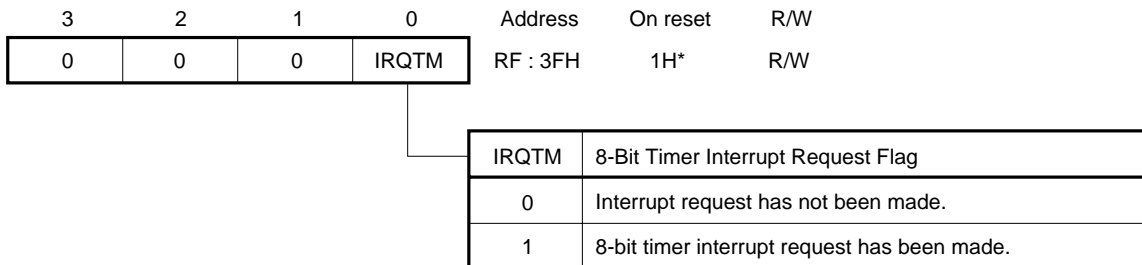 3 2 1 0 Address On reset R/W
0 0 0 IRQTM RF : 3FH 1H* R/W
IRQTM 8-Bit Timer Interrupt Request Flag
0 Interrupt request has not been made.
1 8-bit timer interrupt request has been made.